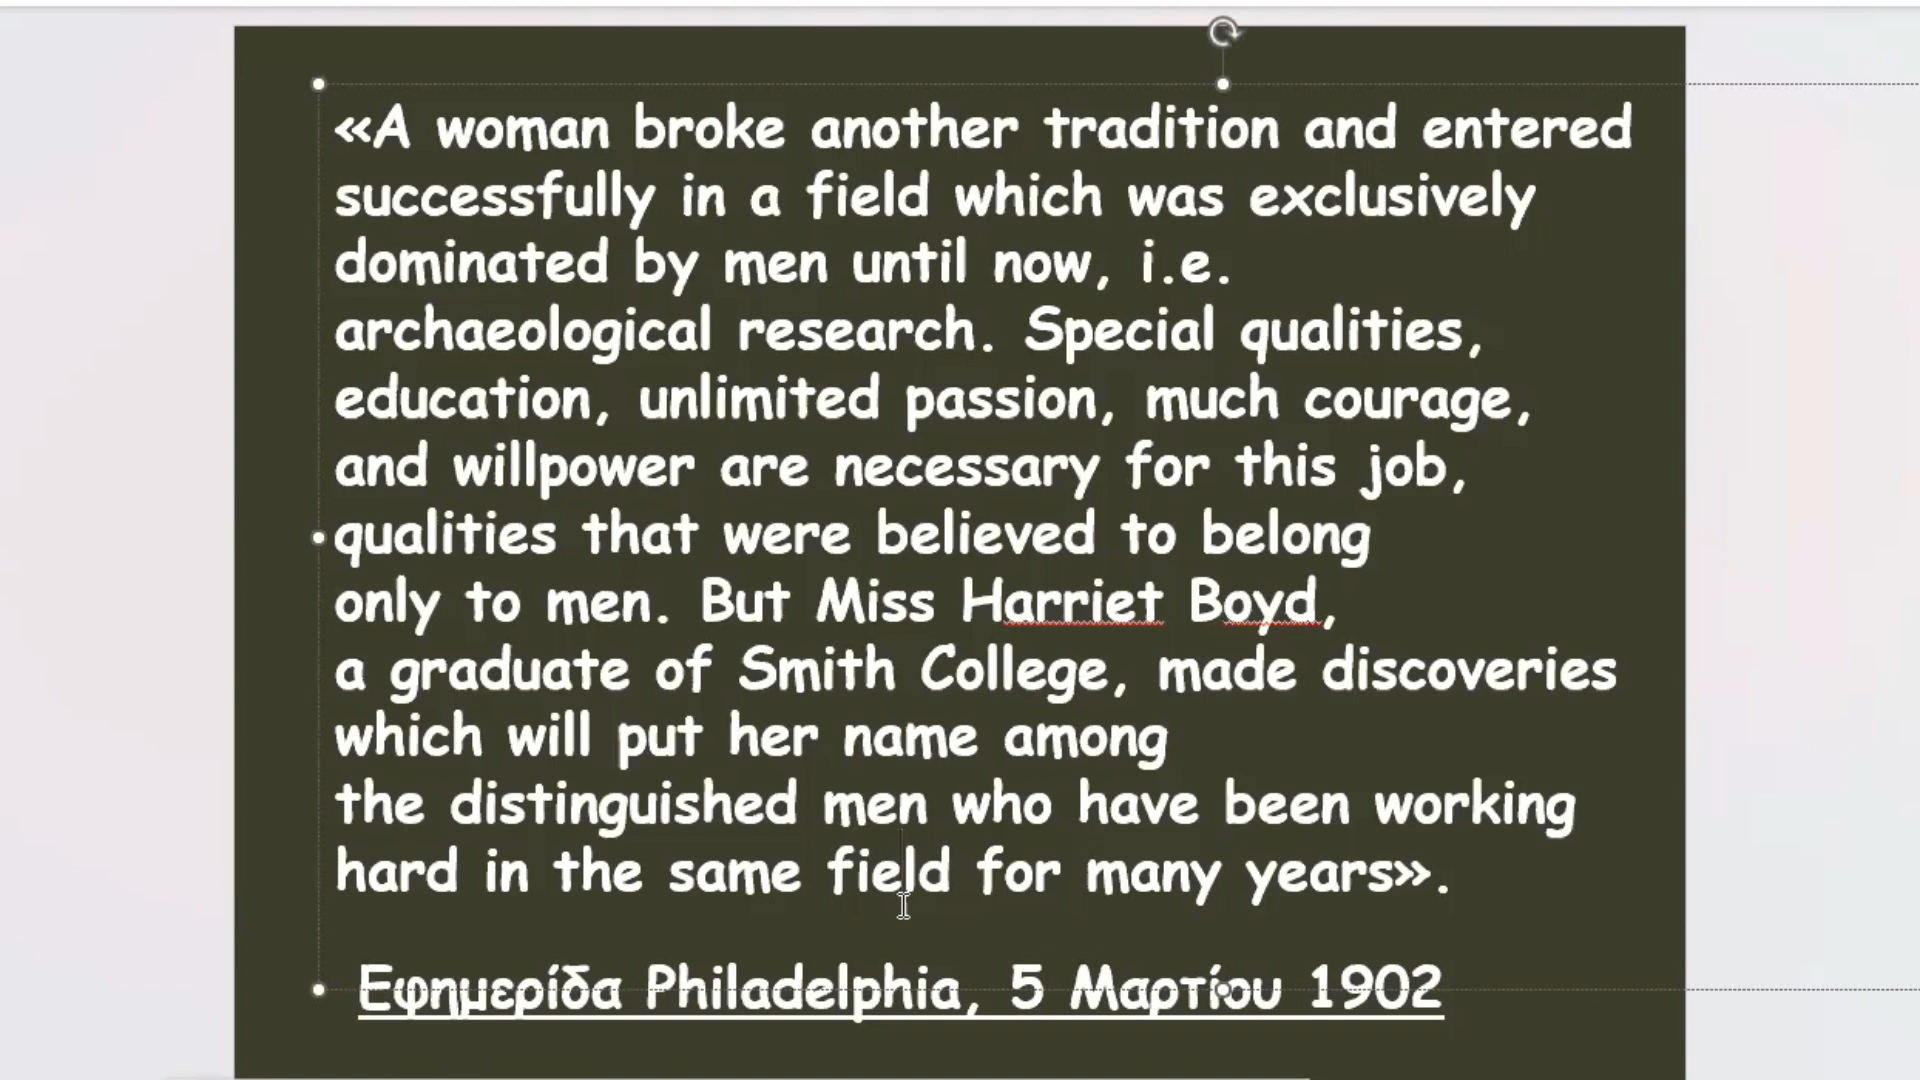 «A woman broke another tradition and entered
successfully in a field which was exclusively
dominated by men until now, i.e.
archaeological research. Special qualities,
education, unlimited passion, much courage,
and willpower are necessary for this job,
qualities that were believed to belong
only to men. But Miss Harriet Boyd,
a graduate of Smith College, made discoveries
which will put her name among
the distinguished men who have been working
hard in the same field for many years».
Εφημερίδα Philadelphia, 5 Μαρτίου 1902